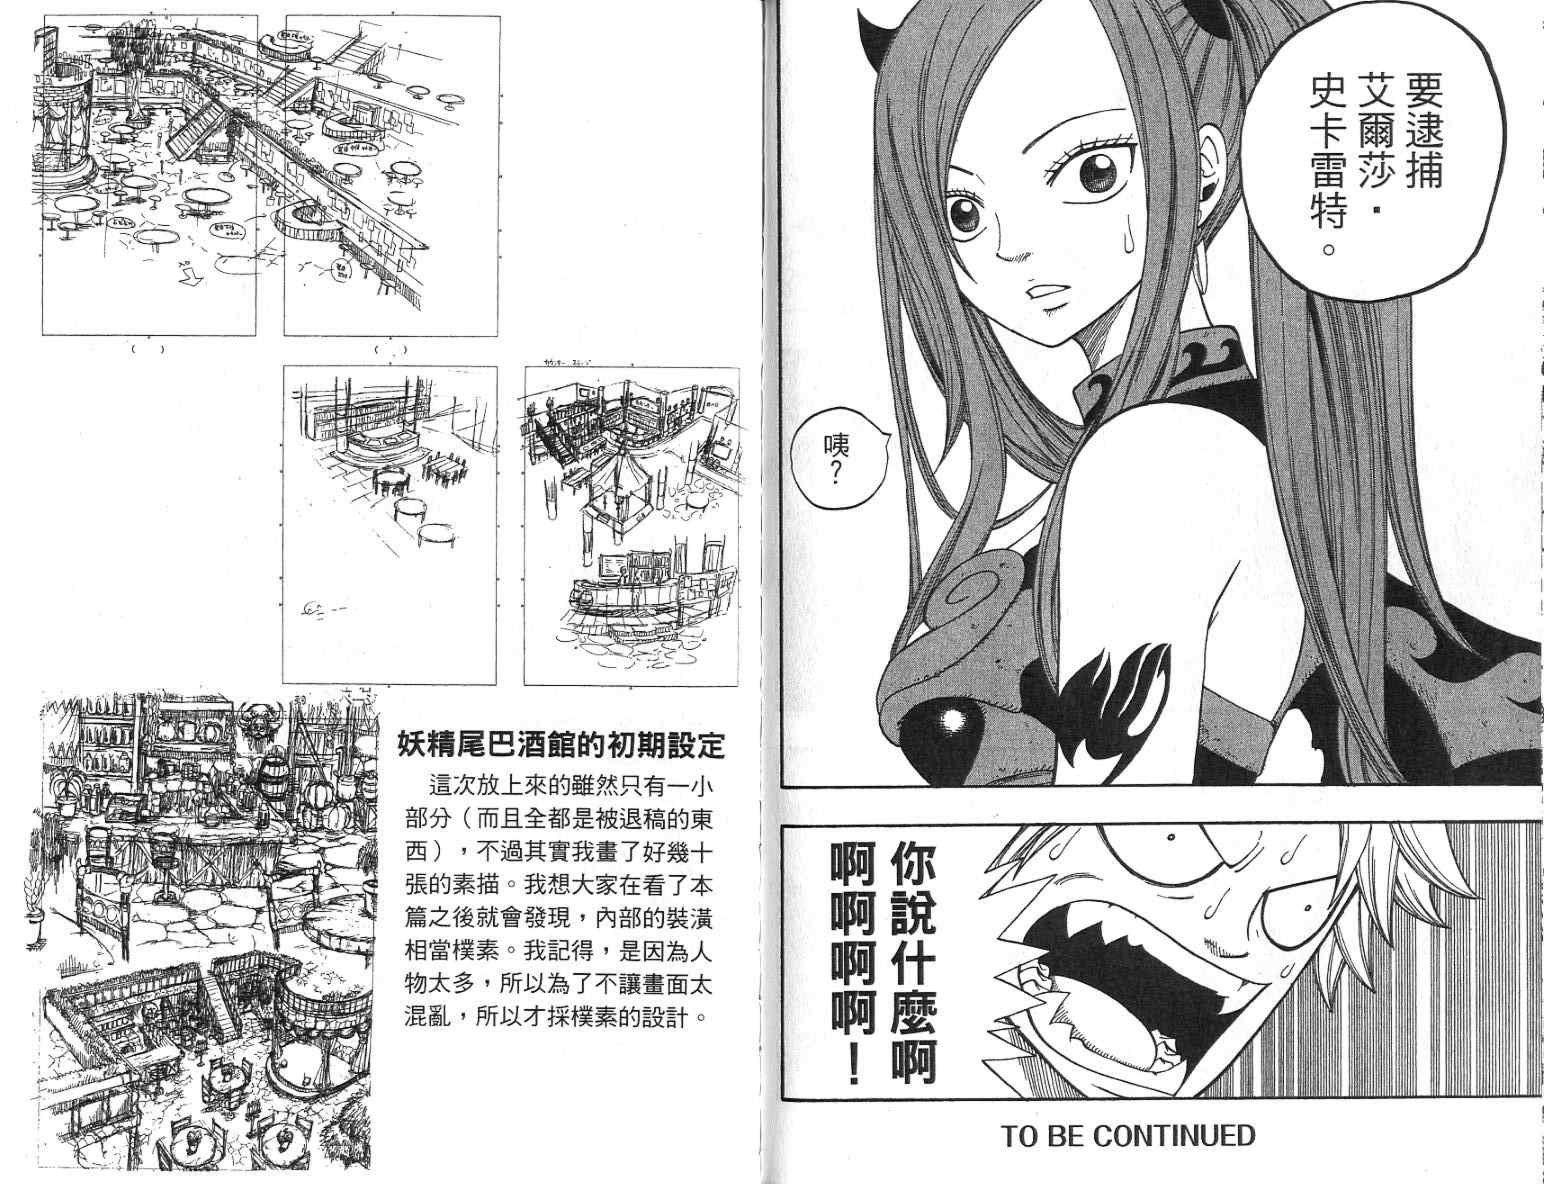 要逮捕
艾爾莎·
史卡雷特。
咦?
你說什麼啊
啊啊啊啊!
TO BE CONTINUED
妖精尾巴酒館的初期設定
這次放上來的雖然只有一小
部分（而且全都是被退稿的東
西），不過其實我畫了好幾十
張的素描。我想大家在看了本
篇之後就會發現，內部的裝潢
相當樸素。我記得，是因為人
物太多，所以為了不讓畫面太
混亂，所以才採樸素的設計。